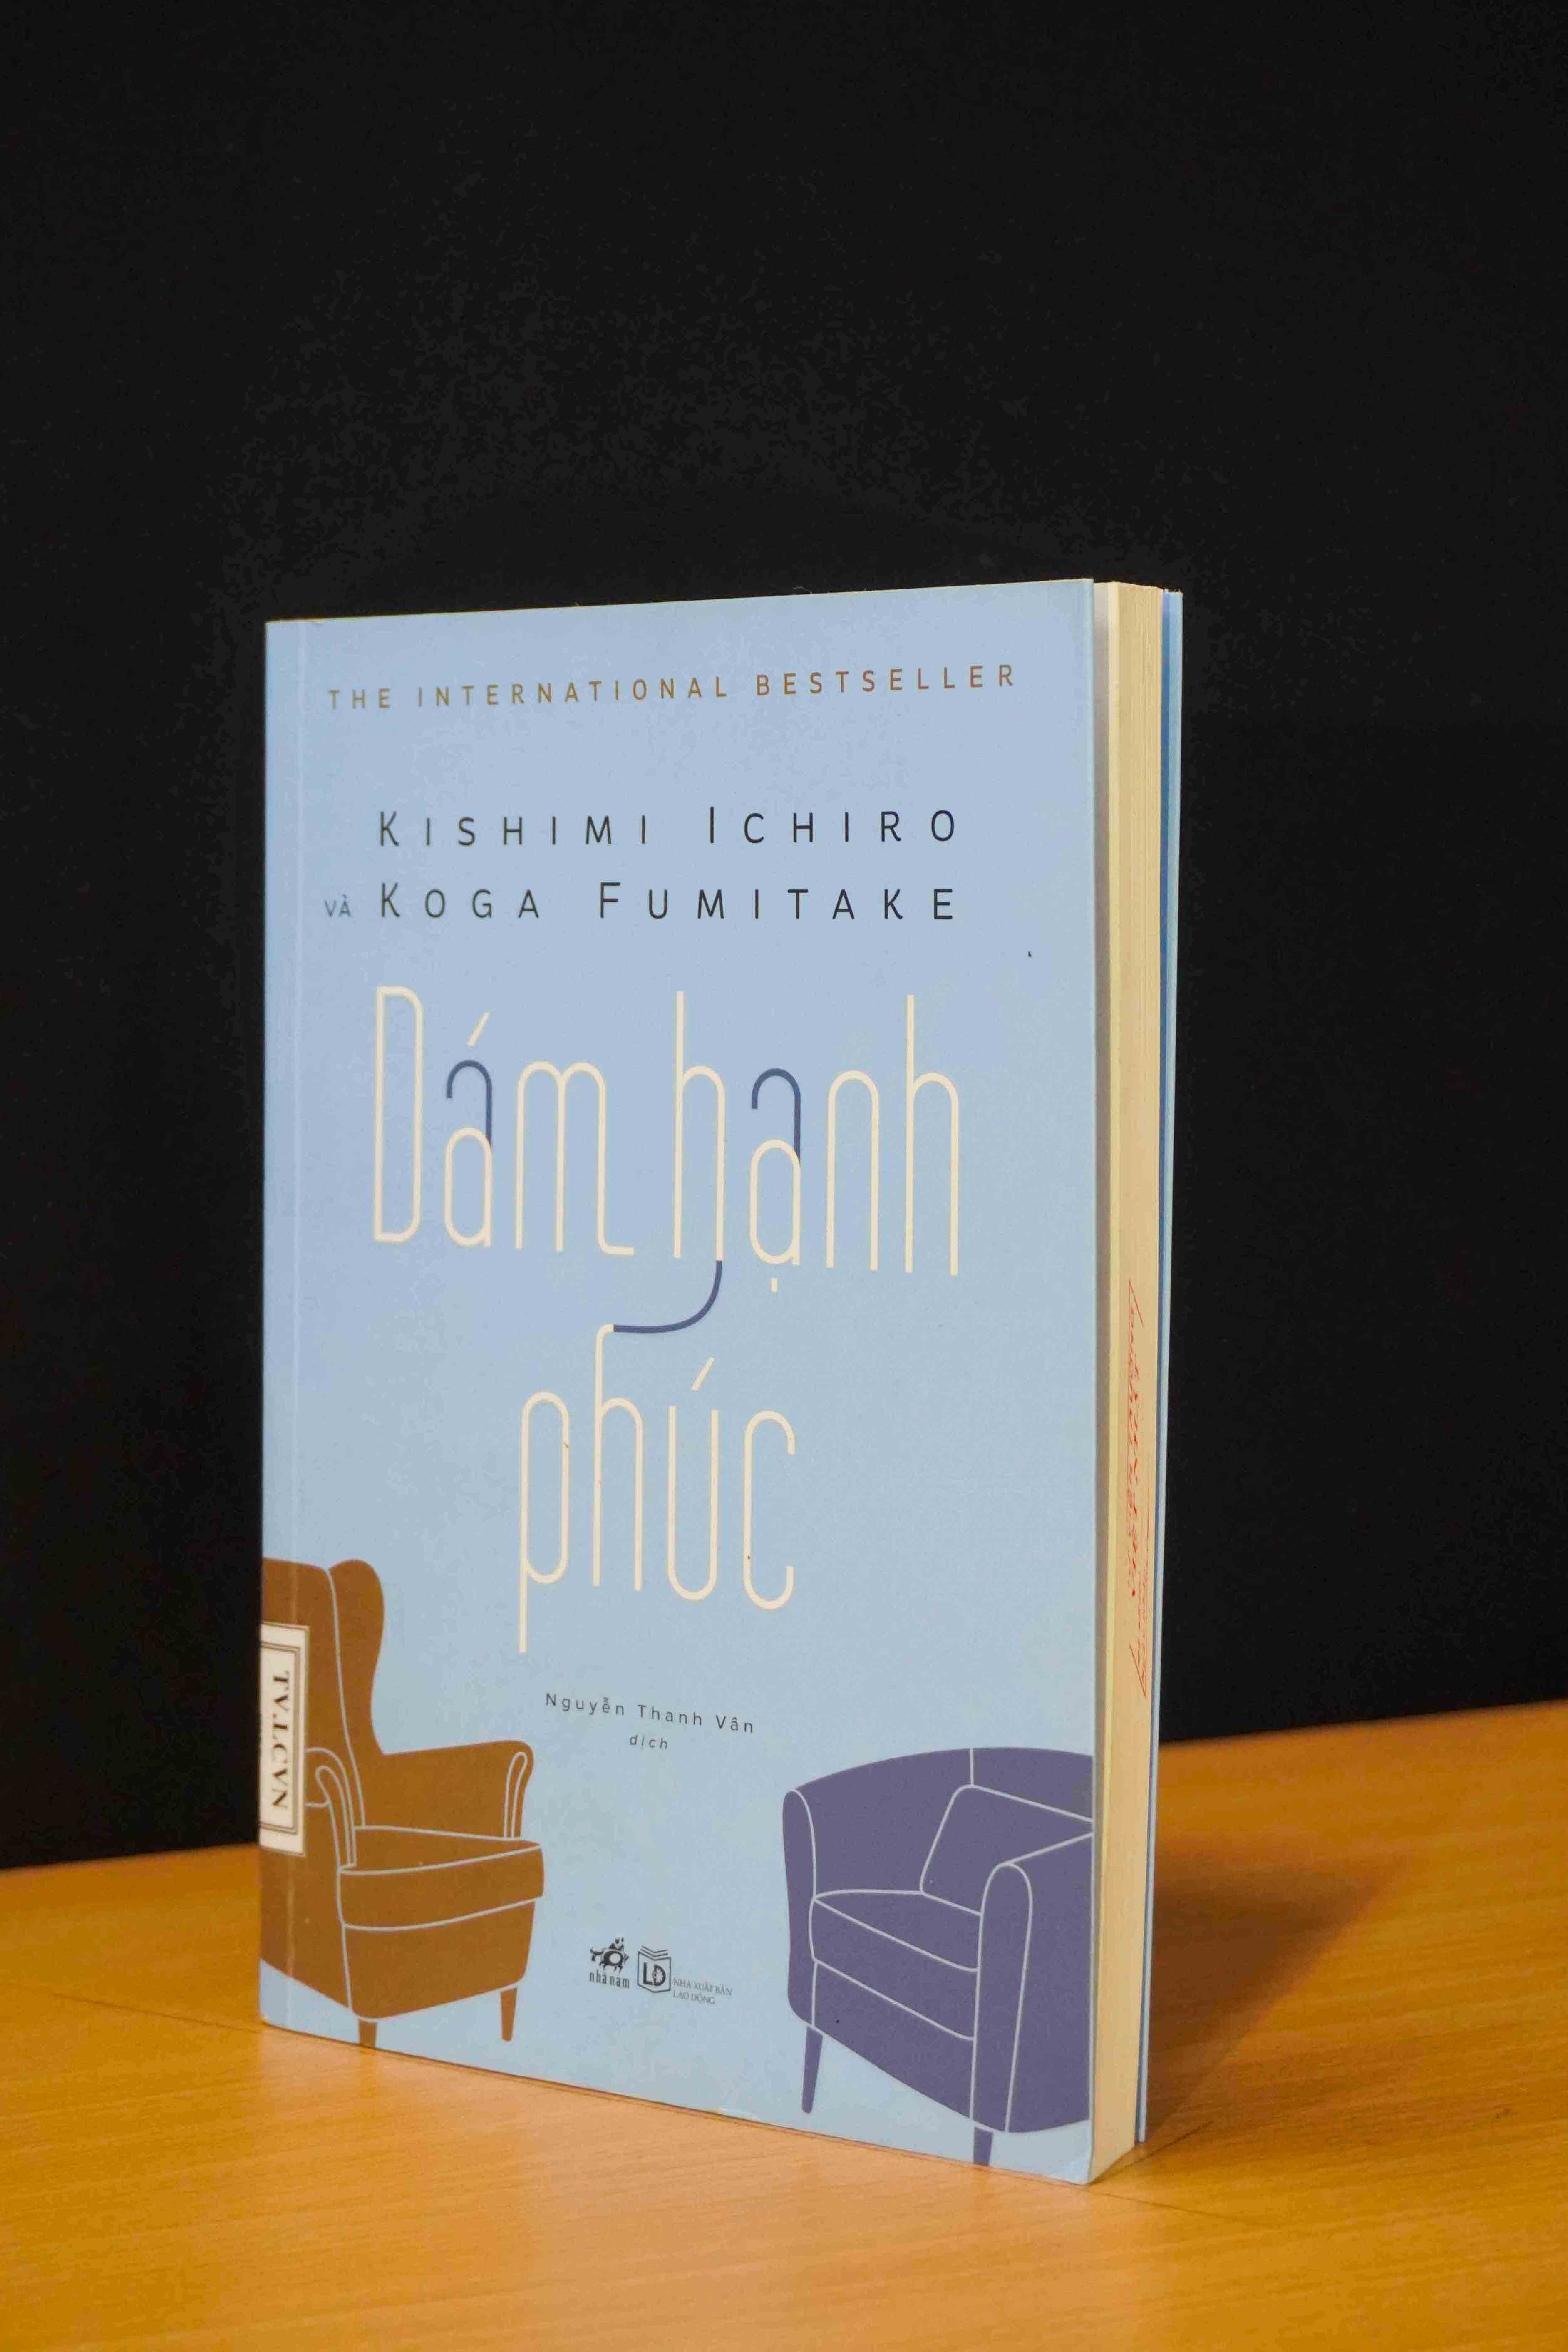 THE INTERNATIONAL BESTSELLER
KISHIMI ICHIRO
VÀ KOGA FUMITAKE
Dám hạnh
phúc
Nguyễn Thanh Vân
dịch
TV.LCVN
nhã nam
LĐ
NHÀ XUẤT BẢN
LAO ĐỘNG